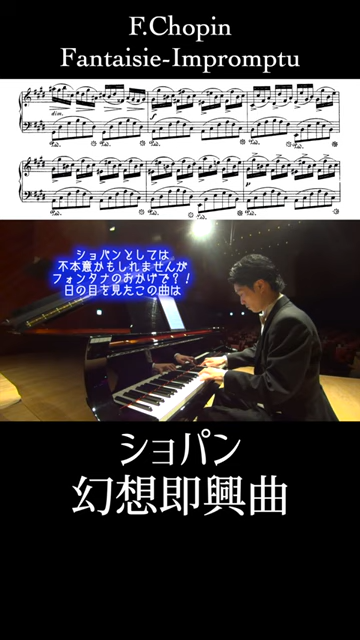 F.Chopin
Fantaisie-Impromptu
dim.
f
p
ショパンとしては
不本意かもしれませんが
フォンタナのおかげで？！
日の目を見たこの曲は
ショパン
幻想即興曲